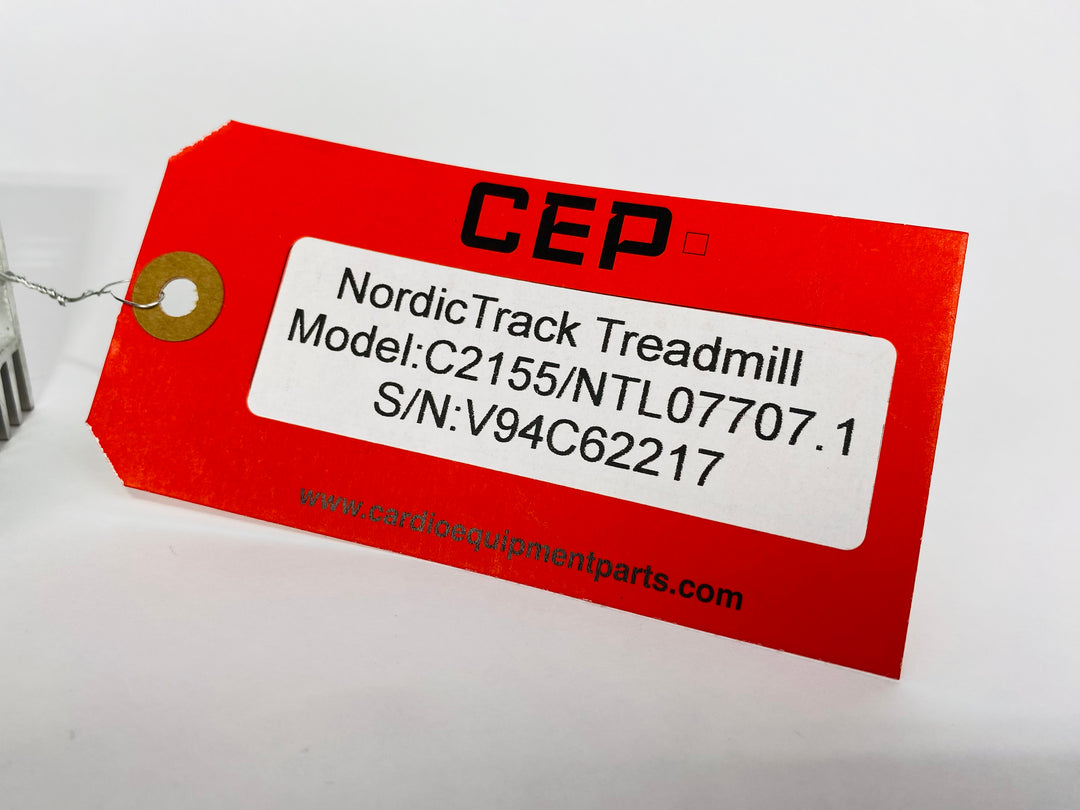 CEP
NordicTrack Treadmill
Model:C2155/NTL07707.1
S/N:V94C62217
www.cardioequipmentparts.com